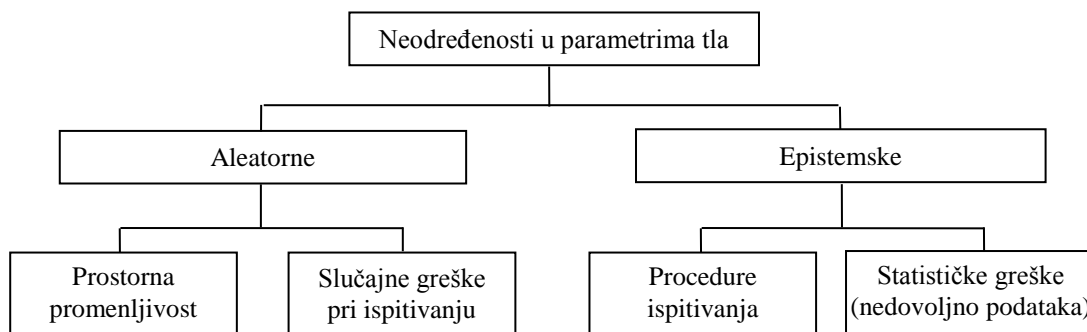 Neodređenosti u parametrima tla
Aleatorne
Epistemske
Prostorna
promenljivost
Slučajne greške
pri ispitivanju
Procedure
ispitivanja
Statističke greške
(nedovoljno podataka)